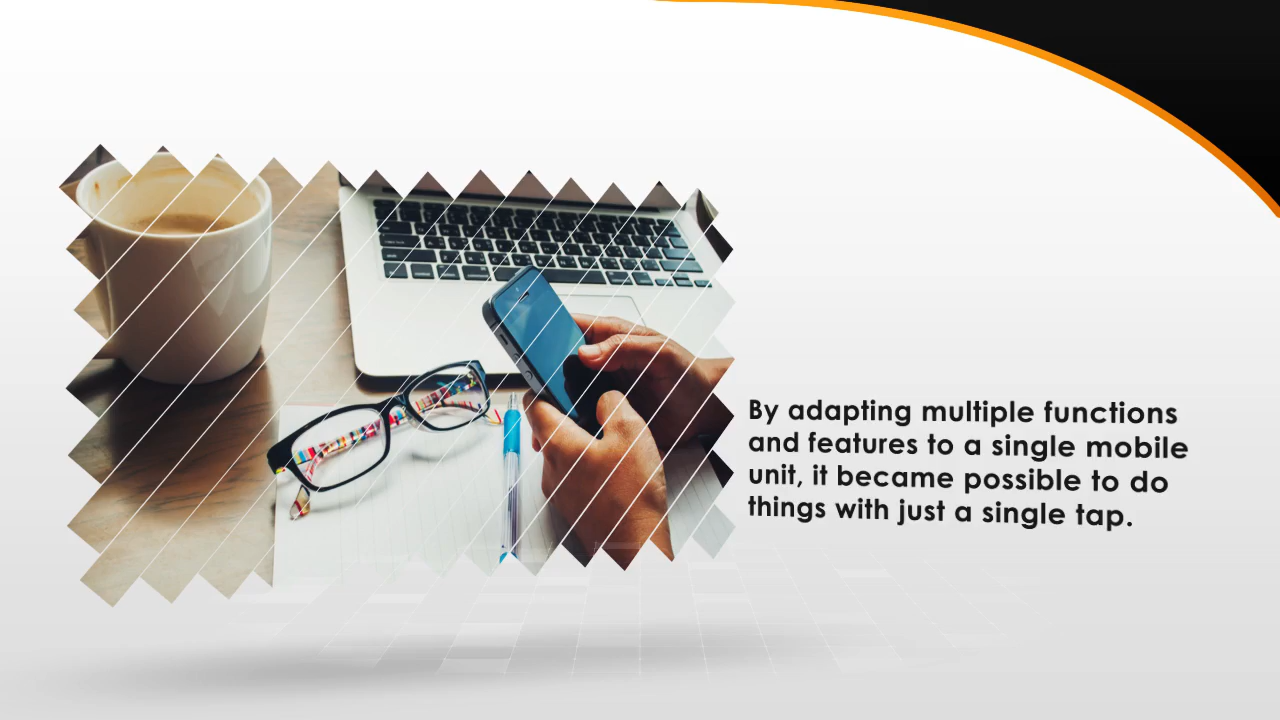 By adapting multiple functions
and features to a single mobile
unit, it became possible to do
things with just a single tap.